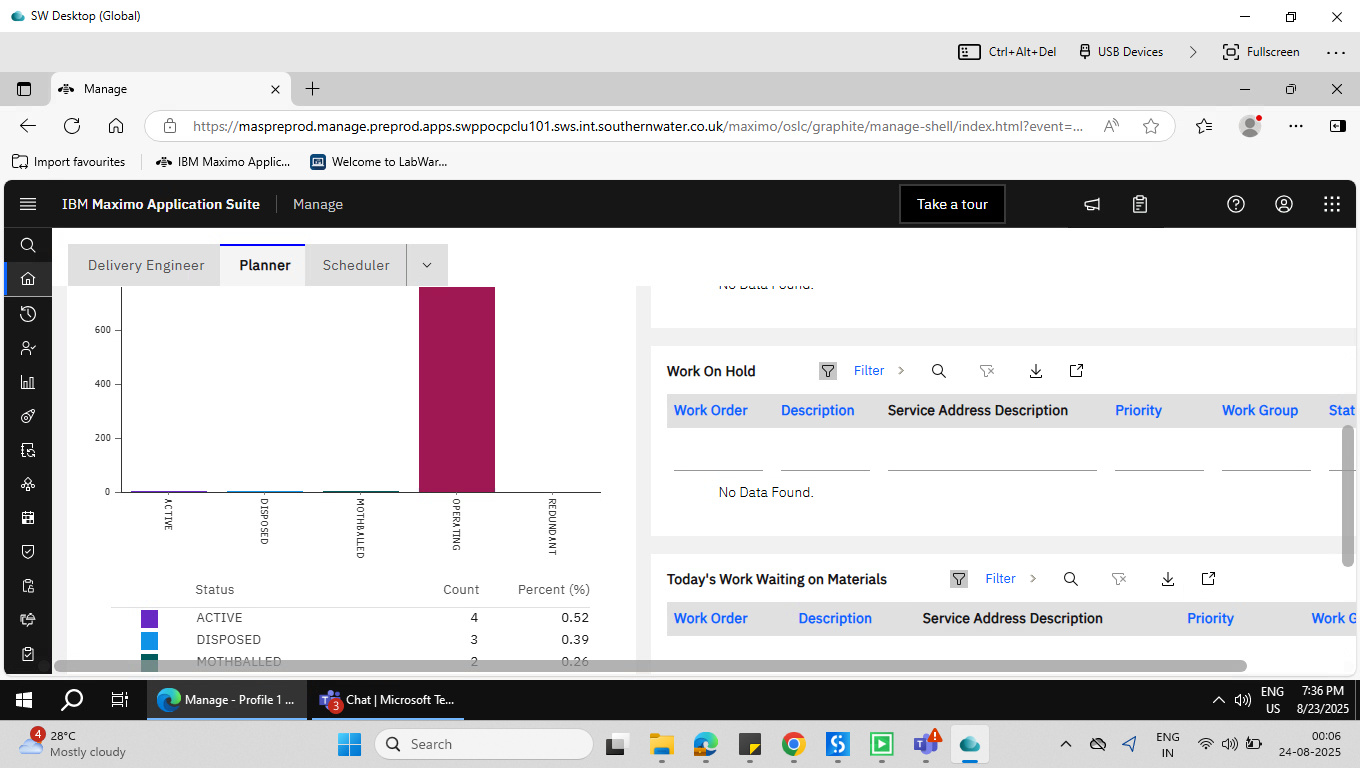 SW Desktop (Global)
Ctrl+Alt+Del
USB Devices
Fullscreen
Manage
https://maspreprod.manage.preprod.apps.swppocpclu101.sws.int.southernwater.co.uk/maximo/oslc/graphite/manage-shell/index.html?event=...
Import favourites
IBM Maximo Applic...
Welcome to LabWar...
IBM Maximo Application Suite
Manage
Take a tour
Delivery Engineer
Planner
Scheduler
600
400
200
0
ACTIVE
DISPOSED
MOTHBALLED
OPERATING
REDUNDANT
Status Count Percent (%)
ACTIVE 4 0.52
DISPOSED 3 0.39
MOTHBALLED 2 0.26
No Data Found.
Work On Hold
Filter
Work Order Description Service Address Description Priority Work Group Stat
No Data Found.
Today's Work Waiting on Materials
Filter
Work Order Description Service Address Description Priority Work G
Manage - Profile 1 ...
3
Chat | Microsoft Te...
ENG
US
7:36 PM
8/23/2025
4
28°C
Mostly cloudy
Search
ENG
IN
00:06
24-08-2025